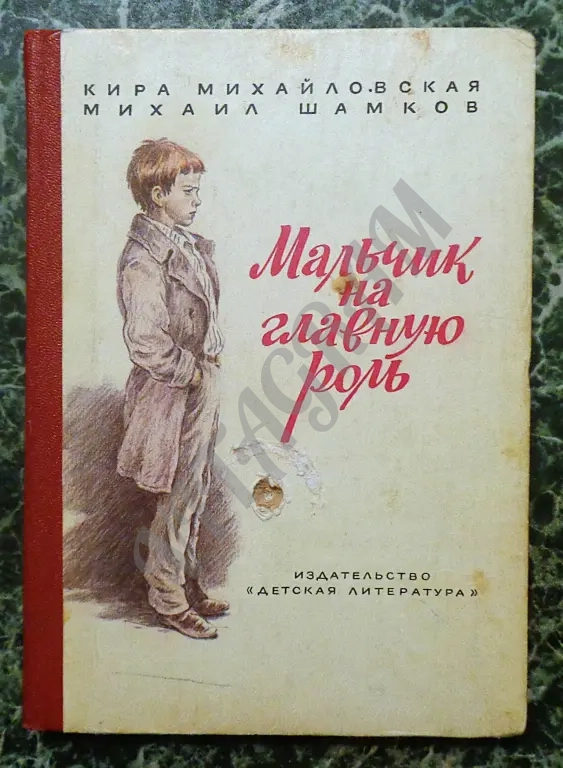 КИРА МИХАЙЛОВСКАЯ
МИХАИЛ ШАМКОВ
Мальчик
на
главную
роль
ИЗДАТЕЛЬСТВО
«ДЕТСКАЯ ЛИТЕРАТУРА»